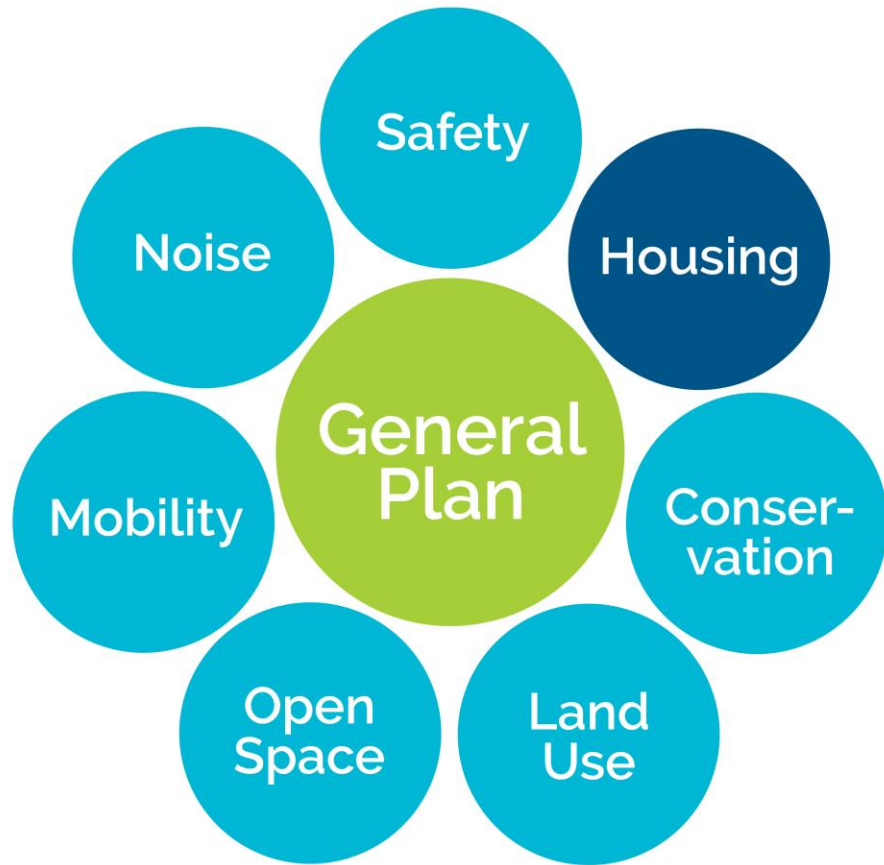 Safety
Noise
Housing
General
Plan
Mobility
Conser-
vation
Open
Space
Land
Use